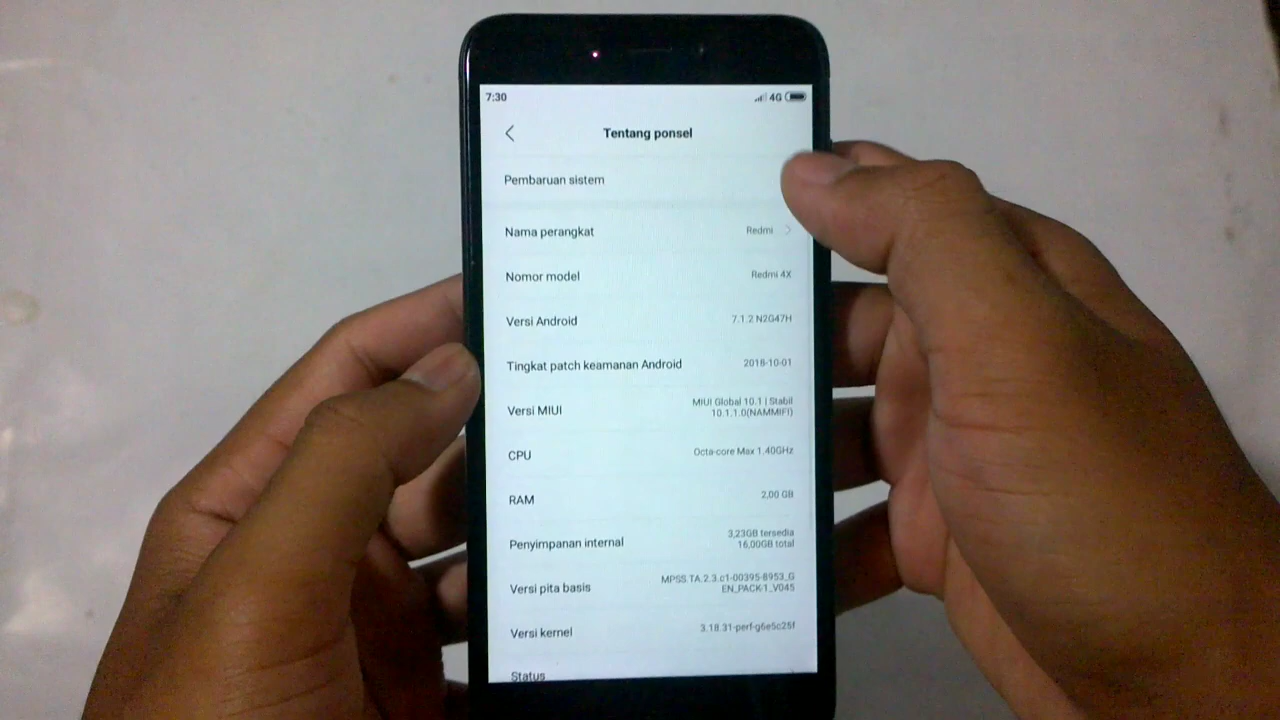 7:30 4G
Tentang ponsel
Pembaruan sistem
Nama perangkat Redmi
Nomor model Redmi 4X
Versi Android 7.1.2 N2G47H
Tingkat patch keamanan Android 2018-10-01
Versi MIUI MIUI Global 10.1 | Stabil
10.1.1.0(NAMMIFI)
CPU Octa-core Max 1.40GHz
RAM 2,00 GB
Penyimpanan internal 3,23GB tersedia
16,00GB total
Versi pita basis MPSS.TA.2.3.c1-00395-8953_G
EN_PACK-1_V045
Versi kernel 3.18.31-perf-g6e5c25f
Status